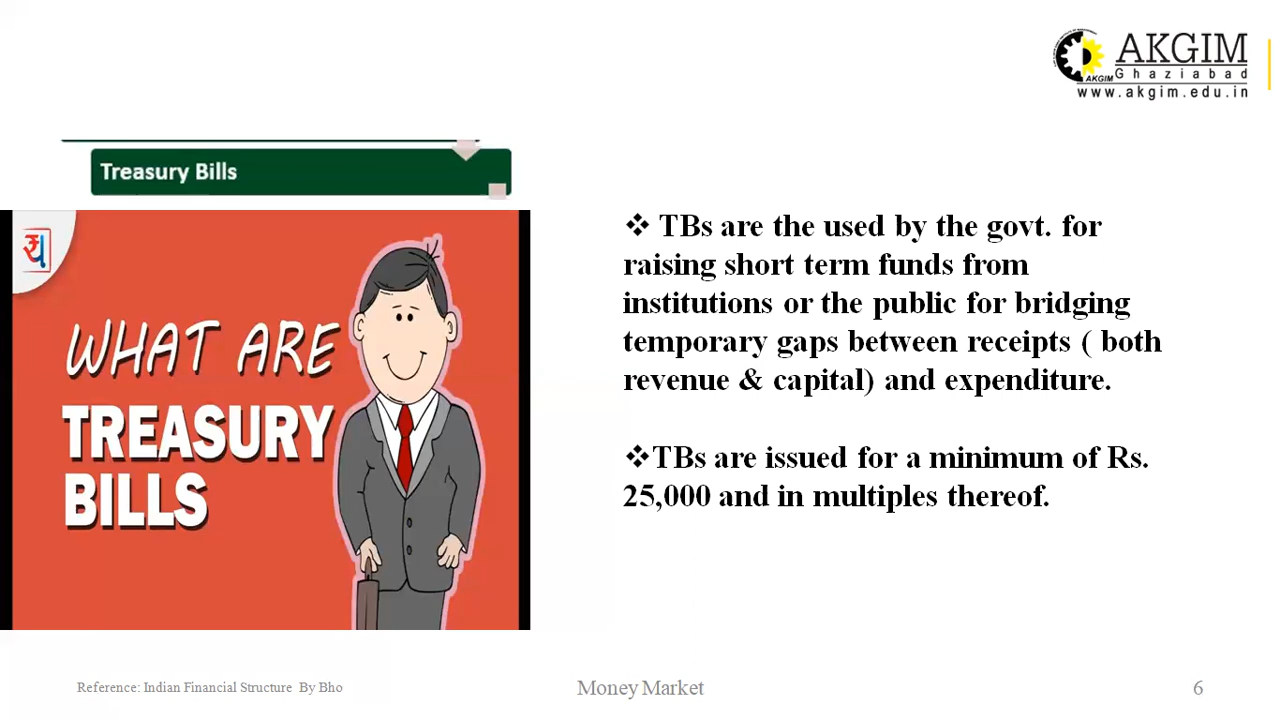 AKGIM
Ghaziabad
AKGIM
www.akgim.edu.in
Treasury Bills
WHAT ARE
TREASURY
BILLS
❖ TBs are the used by the govt. for
raising short term funds from
institutions or the public for bridging
temporary gaps between receipts ( both
revenue & capital) and expenditure.
❖TBs are issued for a minimum of Rs.
25,000 and in multiples thereof.
Reference: Indian Financial Structure By Bho
Money Market
6